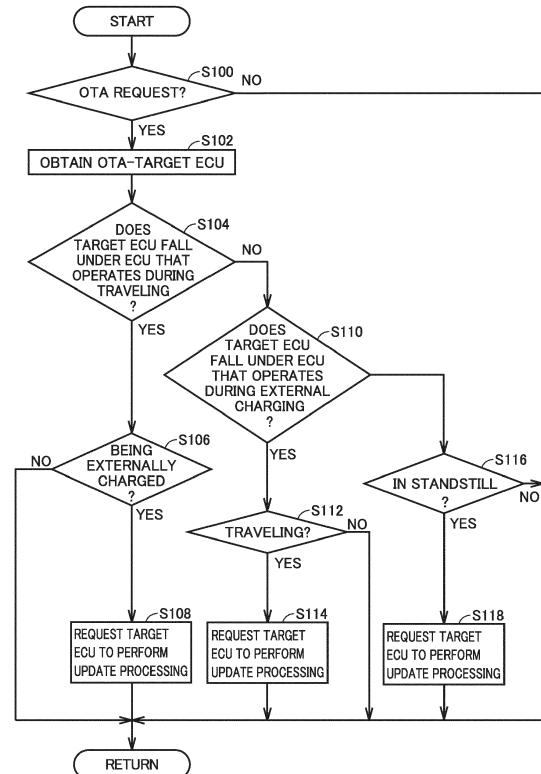 START
S100
OTA REQUEST?
NO
YES
S102
OBTAIN OTA-TARGET ECU
S104
DOES
TARGET ECU FALL
UNDER ECU THAT
OPERATES DURING
TRAVELING
?
NO
YES
S110
DOES
TARGET ECU
FALL UNDER ECU
THAT OPERATES
DURING EXTERNAL
CHARGING
?
YES
S106
BEING
EXTERNALLY
CHARGED
?
NO
YES
S112
TRAVELING?
NO
YES
S116
IN STANDSTILL
?
NO
YES
S108
REQUEST TARGET
ECU TO PERFORM
UPDATE PROCESSING
S114
REQUEST TARGET
ECU TO PERFORM
UPDATE PROCESSING
S118
REQUEST TARGET
ECU TO PERFORM
UPDATE PROCESSING
RETURN